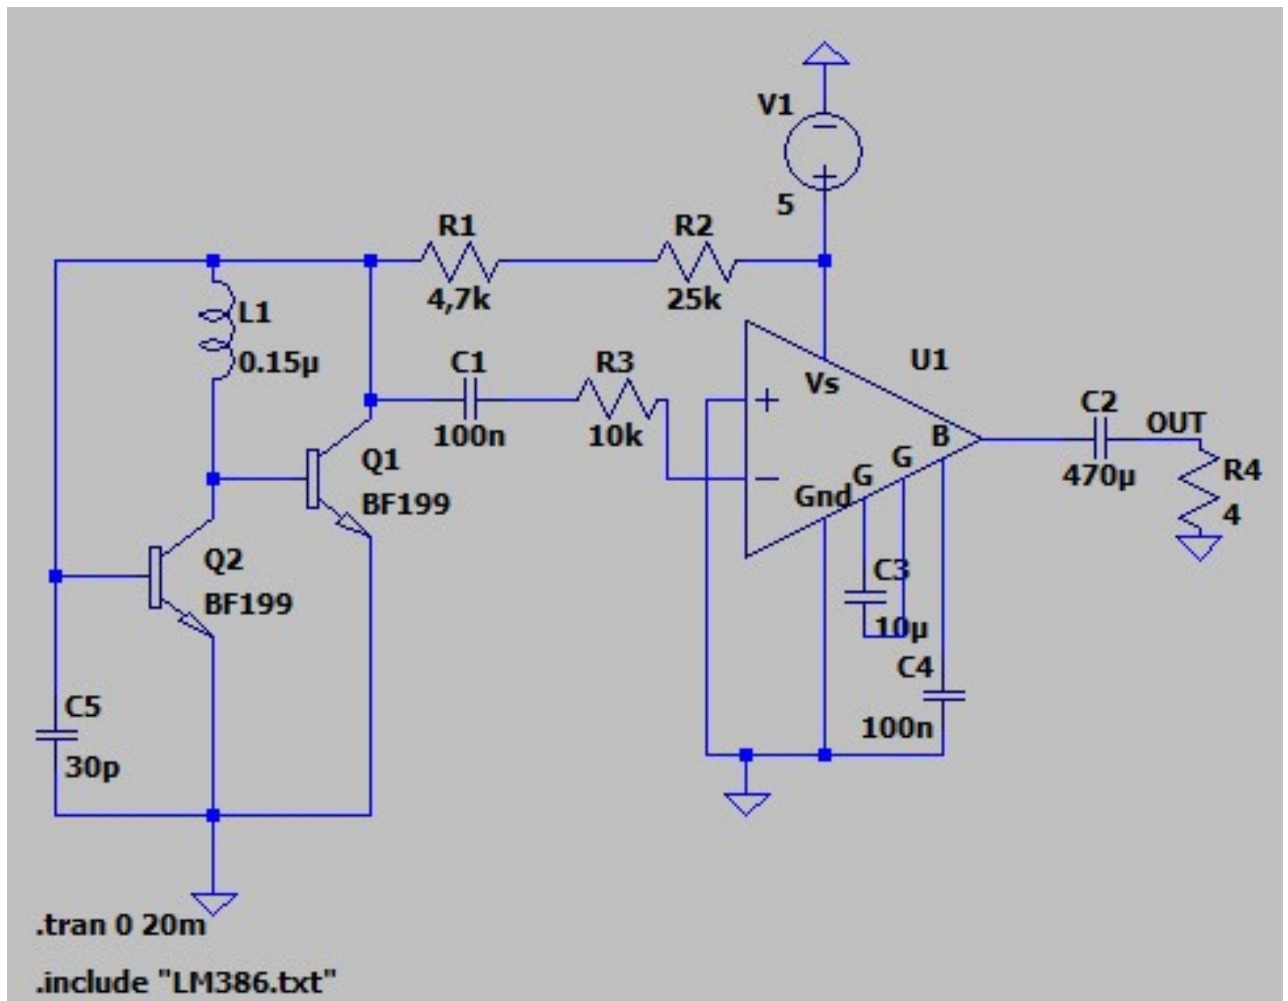 V1
5
R1
4,7k
R2
25k
L1
0.15µ
C1
100n
R3
10k
Vs
U1
+
−
B
G
G
Gnd
C2
470µ
OUT
R4
4
Q1
BF199
Q2
BF199
C3
10µ
C4
100n
C5
30p
.tran 0 20m
.include "LM386.txt"